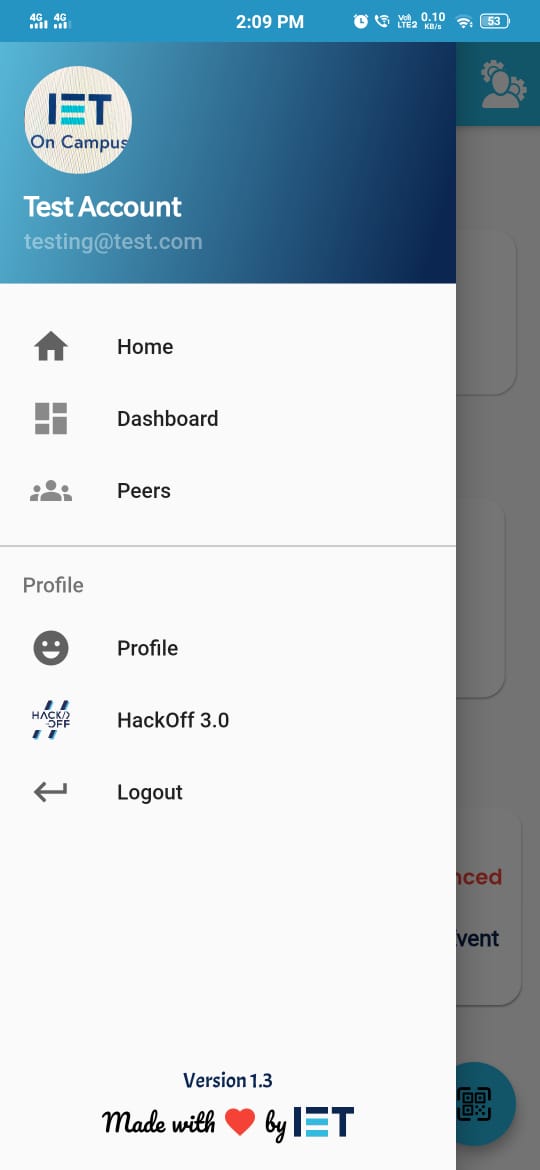 4G 4G 2:09 PM Vo) LTE2 0.10 KB/s 53
IET
On Campus
Test Account
testing@test.com
Home
Dashboard
Peers
Profile
Profile
HACK/>
OFF
HackOff 3.0
Logout
nced
Event
Version 1.3
Made with by IET